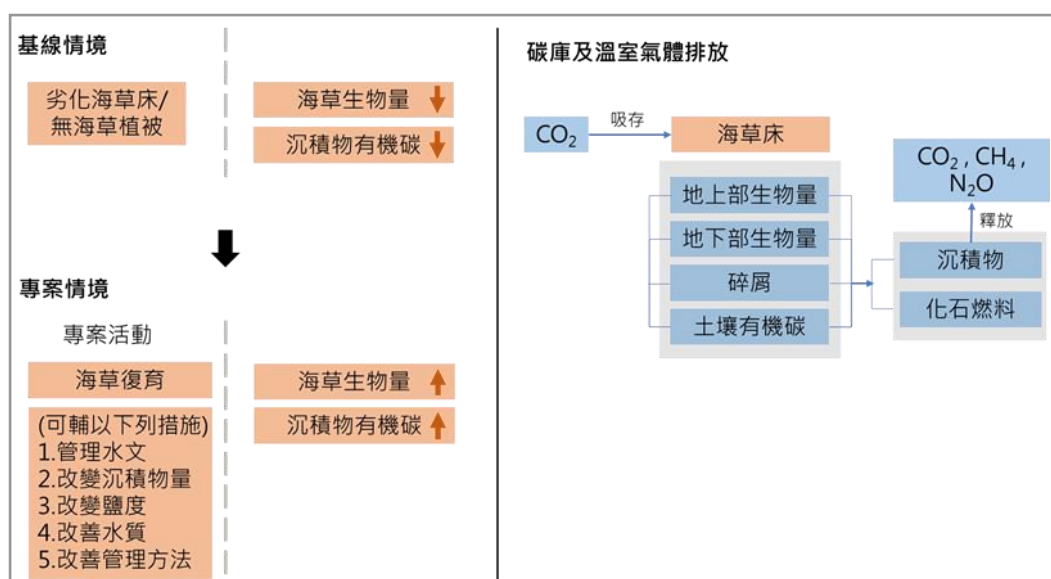 基線情境
劣化海草床/
無海草植被
海草生物量
沉積物有機碳
專案情境
專案活動
海草復育
(可輔以下列措施)
1.管理水文
2.改變沉積物量
3.改變鹽度
4.改善水質
5.改善管理方法
海草生物量
沉積物有機碳
碳庫及溫室氣體排放
CO₂
吸存
海草床
地上部生物量
地下部生物量
碎屑
土壤有機碳
CO₂ , CH₄ ,
N₂O
釋放
沉積物
化石燃料